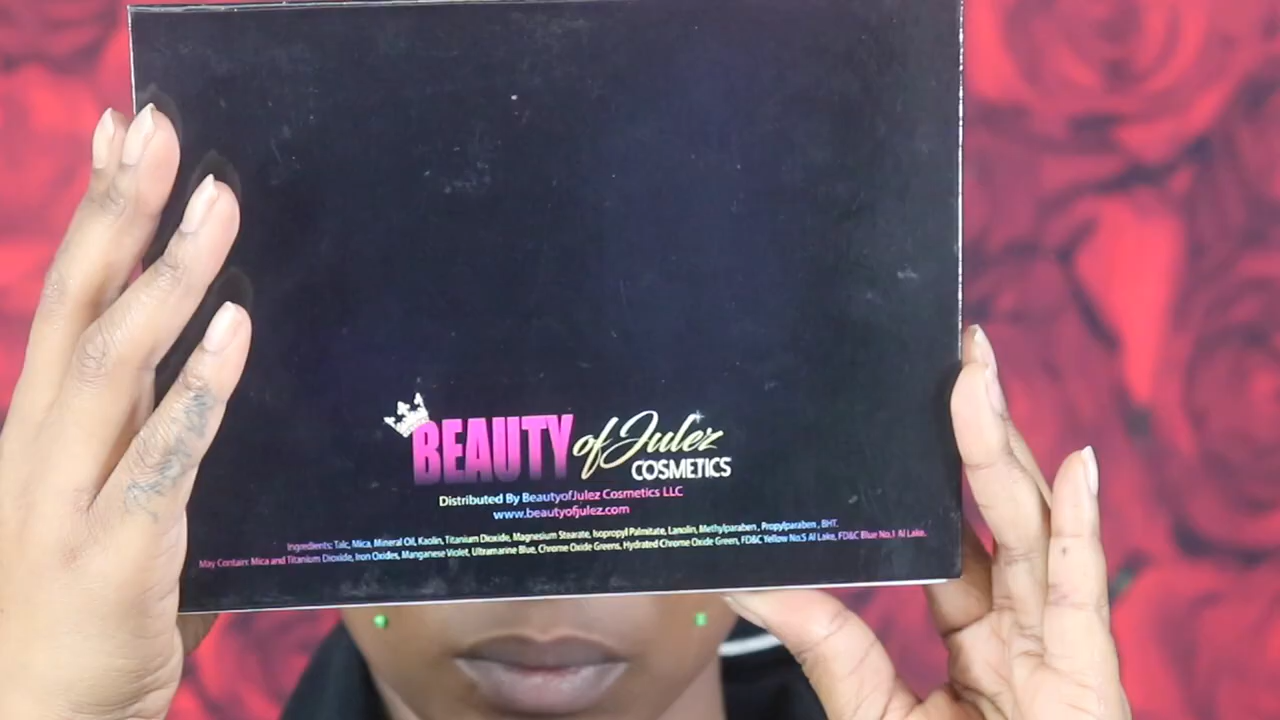 BEAUTY of Julez
COSMETICS
Distributed By BeautyofJulez Cosmetics LLC
www.beautyofjulez.com
Ingredients: Talc, Mica, Mineral Oil, Kaolin, Titanium Dioxide, Magnesium Stearate, Isopropyl Palmitate, Lanolin, Methylparaben , Propylparaben , BHT.
May Contain: Mica and Titanium Dioxide, Iron Oxides, Manganese Violet, Ultramarine Blue, Chrome Oxide Greens, Hydrated Chrome Oxide Green, FD&C Yellow No.5 Al Lake, FD&C Blue No.1 Al Lake.